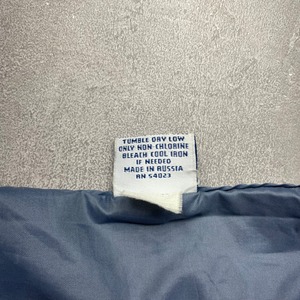 TUMBLE DRY LOW
ONLY NON-CHLORINE
BLEACH COOL IRON
IF NEEDED
MADE IN RUSSIA
RN 54023